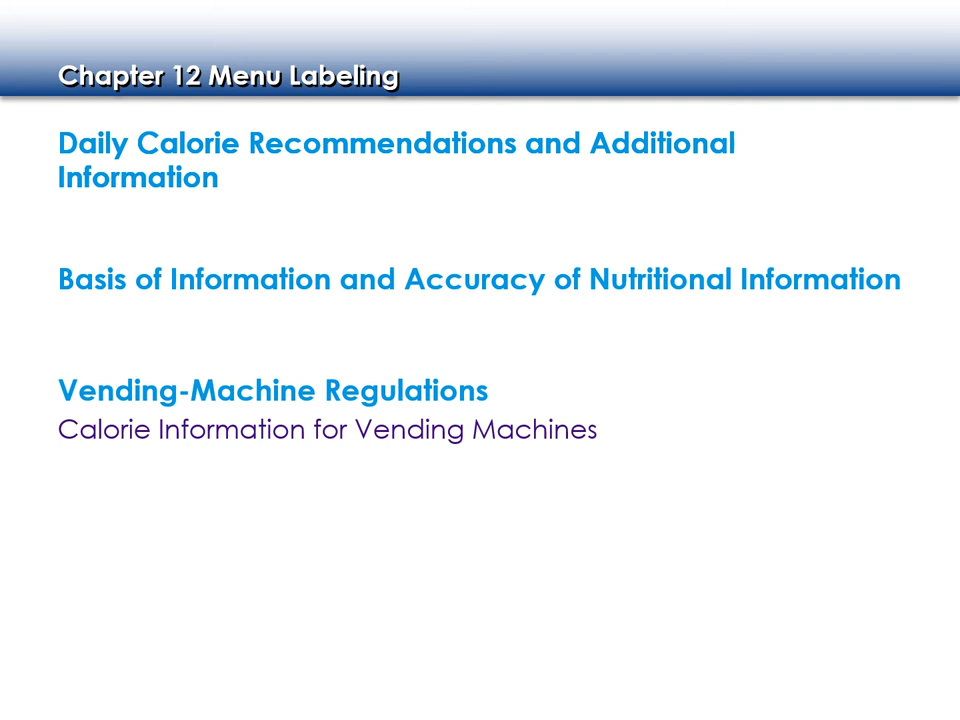 Chapter 12 Menu Labeling
Daily Calorie Recommendations and Additional
Information
Basis of Information and Accuracy of Nutritional Information
Vending-Machine Regulations
Calorie Information for Vending Machines